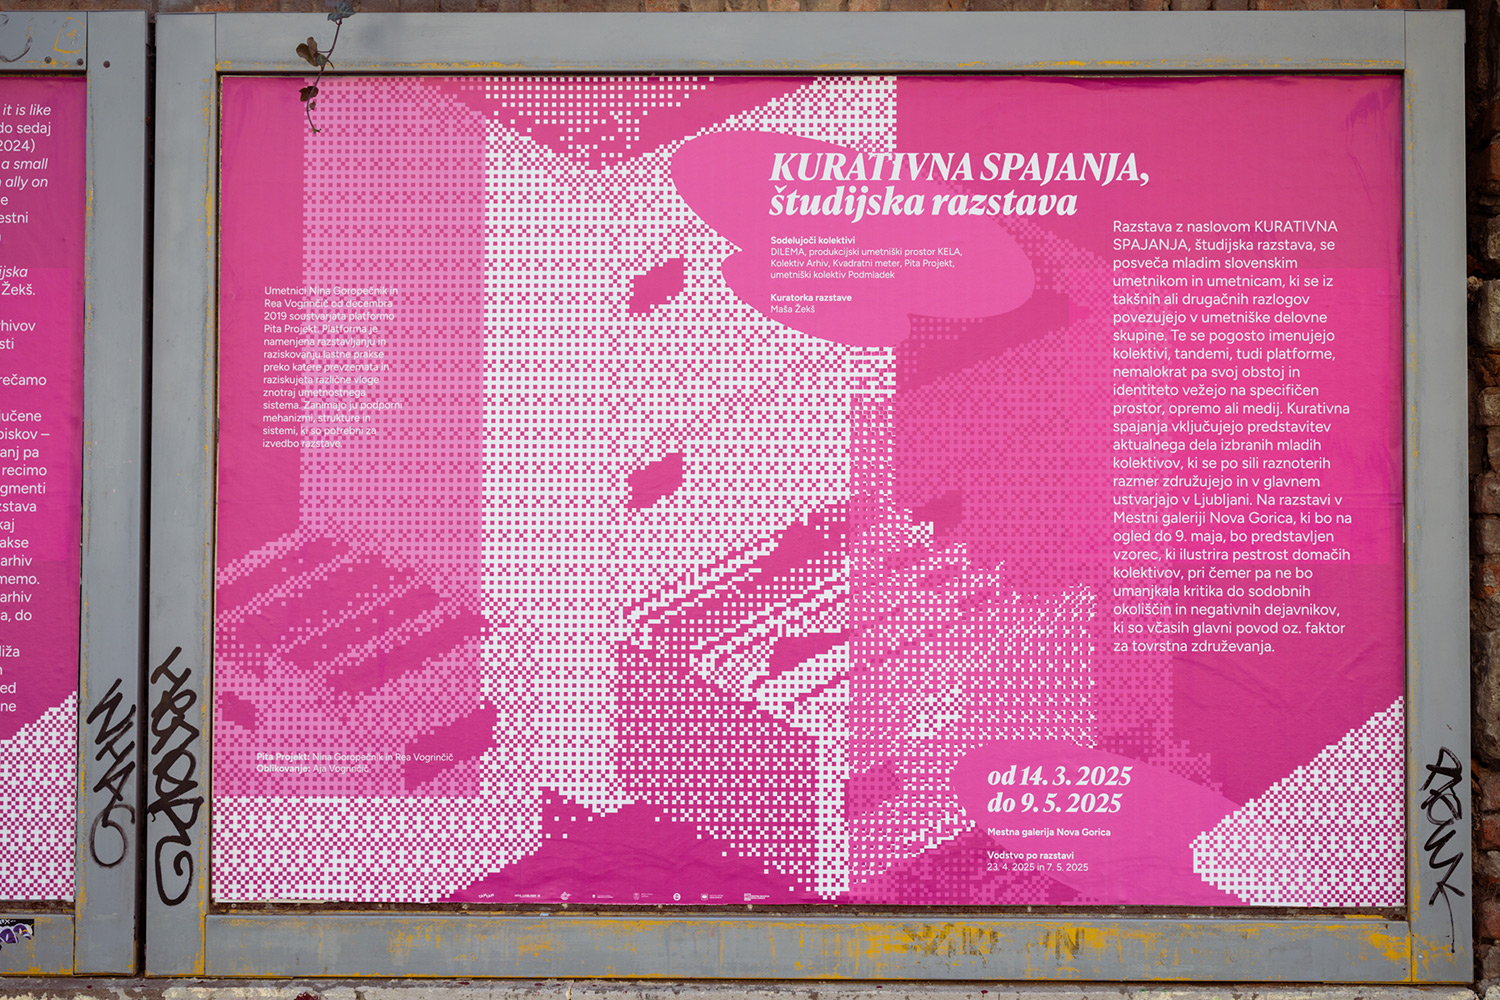 it is like
do sedaj
2024)
a small
ally on
e
estni
ijska
Žekš.
rhivov
sti
rečamo
jučene
oiskov –
anj pa
recimo
gmenti
zstava
kaj
akse
arhiv
memo.
arhiv
a, do
liža
n
ed
ne
KURATIVNA SPAJANJA,
študijska razstava
Sodelujoči kolektivi
DILEMA, produkcijski umetniški prostor KELA,
Kolektiv Arhiv, Kvadratni meter, Pita Projekt,
umetniški kolektiv Podmladek
Kuratorka razstave
Maša Žekš
Umetnici Nina Goropečnik in
Rea Vogrinčič od decembra
2019 soustvarjata platformo
Pita Projekt. Platforma je
namenjena razstavljanju in
raziskovanju lastne prakse
preko katere prevzemata in
raziskujeta različne vloge
znotraj umetnostnega
sistema. Zanimajo ju podporni
mehanizmi, strukture in
sistemi, ki so potrebni za
izvedbo razstave.
Pita Projekt: Nina Goropečnik in Rea Vogrinčič
Oblikovanje: Aja Vogrinčič
Razstava z naslovom KURATIVNA
SPAJANJA, študijska razstava, se
posveča mladim slovenskim
umetnikom in umetnicam, ki se iz
takšnih ali drugačnih razlogov
povezujejo v umetniške delovne
skupine. Te se pogosto imenujejo
kolektivi, tandemi, tudi platforme,
nemalokrat pa svoj obstoj in
identiteto vežejo na specifičen
prostor, opremo ali medij. Kurativna
spajanja vključujejo predstavitev
aktualnega dela izbranih mladih
kolektivov, ki se po sili raznoterih
razmer združujejo in v glavnem
ustvarjajo v Ljubljani. Na razstavi v
Mestni galeriji Nova Gorica, ki bo na
ogled do 9. maja, bo predstavljen
vzorec, ki ilustrira pestrost domačih
kolektivov, pri čemer pa ne bo
umanjkala kritika do sodobnih
okoliščin in negativnih dejavnikov,
ki so včasih glavni povod oz. faktor
za tovrstna združevanja.
od 14. 3. 2025
do 9. 5. 2025
Mestna galerija Nova Gorica
Vodstvo po razstavi
23. 4. 2025 in 7. 5. 2025